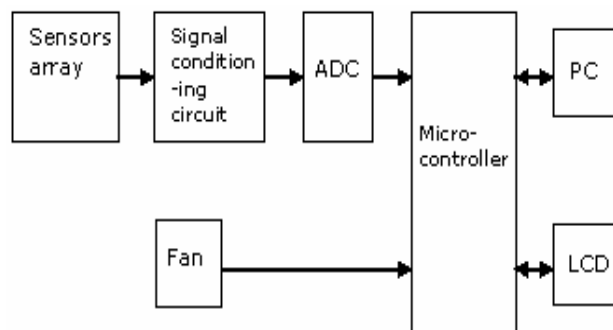 Sensors
array
Signal
condition
-ing
circuit
ADC
Micro-
controller
PC
Fan
LCD